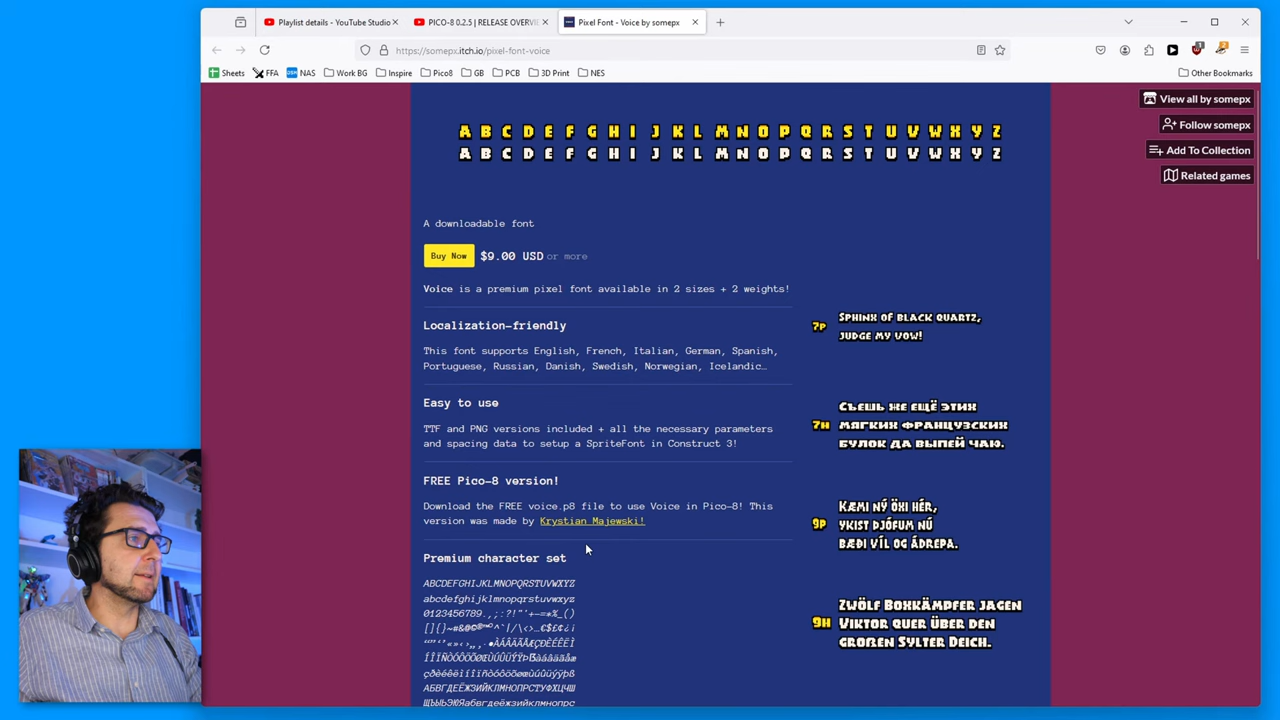 Playlist details - YouTube Studio
PICO-8 0.2.5 | RELEASE OVERVIE
Pixel Font - Voice by somepx
https://somepx.itch.io/pixel-font-voice
Sheets
FFA
NAS
Work BG
Inspire
Pico8
GB
PCB
3D Print
NES
Other Bookmarks
View all by somepx
Follow somepx
Add To Collection
Related games
A B C D E F G H I J K L M N O P Q R S T U V W X Y Z
A B C D E F G H I J K L M N O P Q R S T U V W X Y Z
A downloadable font
Buy Now $9.00 USD or more
Voice is a premium pixel font available in 2 sizes + 2 weights!
Localization-friendly
This font supports English, French, Italian, German, Spanish,
Portuguese, Russian, Danish, Swedish, Norwegian, Icelandic…
Easy to use
TTF and PNG versions included + all the necessary parameters
and spacing data to setup a SpriteFont in Construct 3!
FREE Pico-8 version!
Download the FREE voice.p8 file to use Voice in Pico-8! This
version was made by Krystian Majewski!
Premium character set
ABCDEFGHIJKLMNOPQRSTUVWXYZ
abcdefghijklmnopqrstuvwxyz
7P
SPHINX OF BLACK QUARTZ,
JUDGE MY VOW!
7H
СЪЕШЬ ЖЕ ЕЩЁ ЭТИХ
МЯГКИХ ФРАНЦУЗСКИХ
БУЛОК ДА ВЫПЕЙ ЧАЮ.
9P
KÆMI NÝ ÖXI HÉR,
YKIST ÞJÓFUM NÚ
BÆÐI VÍL OG ÁDREPA.
9H
ZWÖLF BOXKÄMPFER JAGEN
VIKTOR QUER ÜBER DEN
GROẞEN SYLTER DEICH.